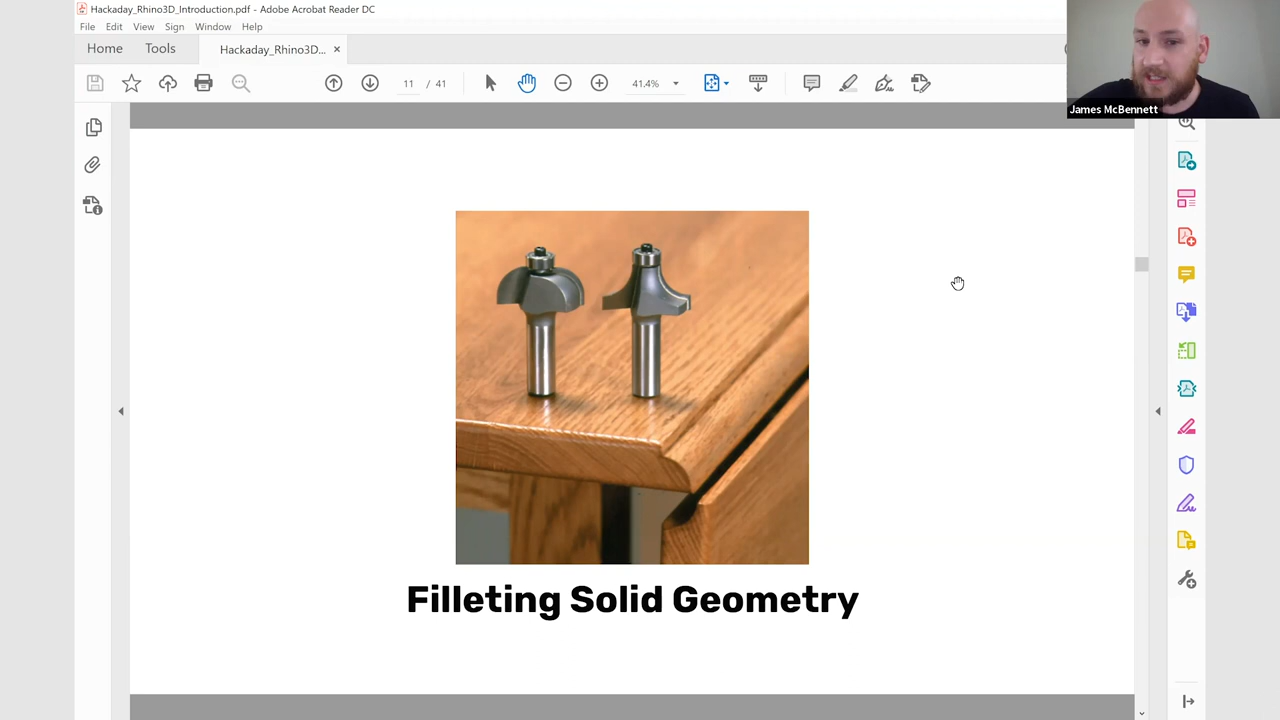 Hackaday_Rhino3D_Introduction.pdf - Adobe Acrobat Reader DC
File Edit View Sign Window Help
Home Tools Hackaday_Rhino3D... ×
11 / 41 41.4%
James McBennett
Filleting Solid Geometry